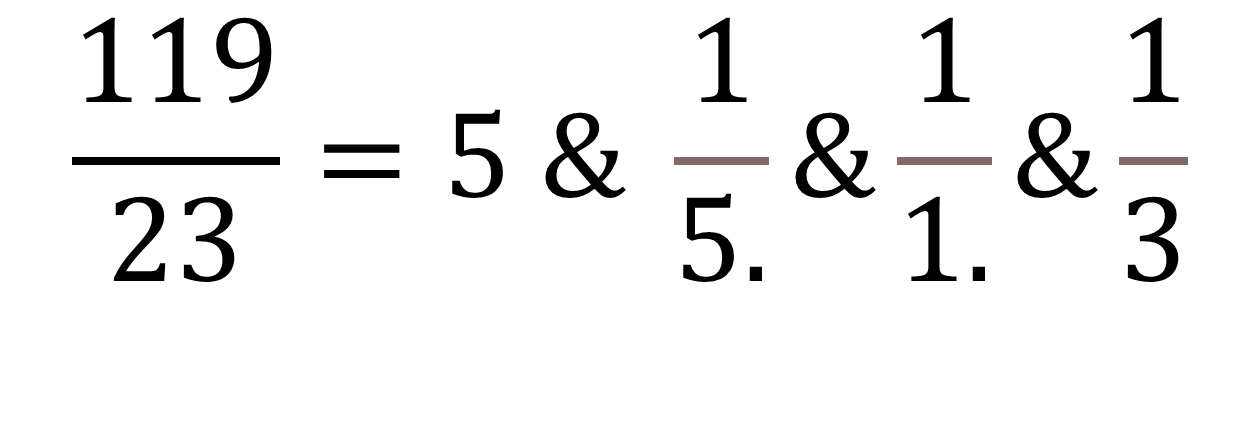 119/23 = 5 & 1/5. & 1/1. & 1/3